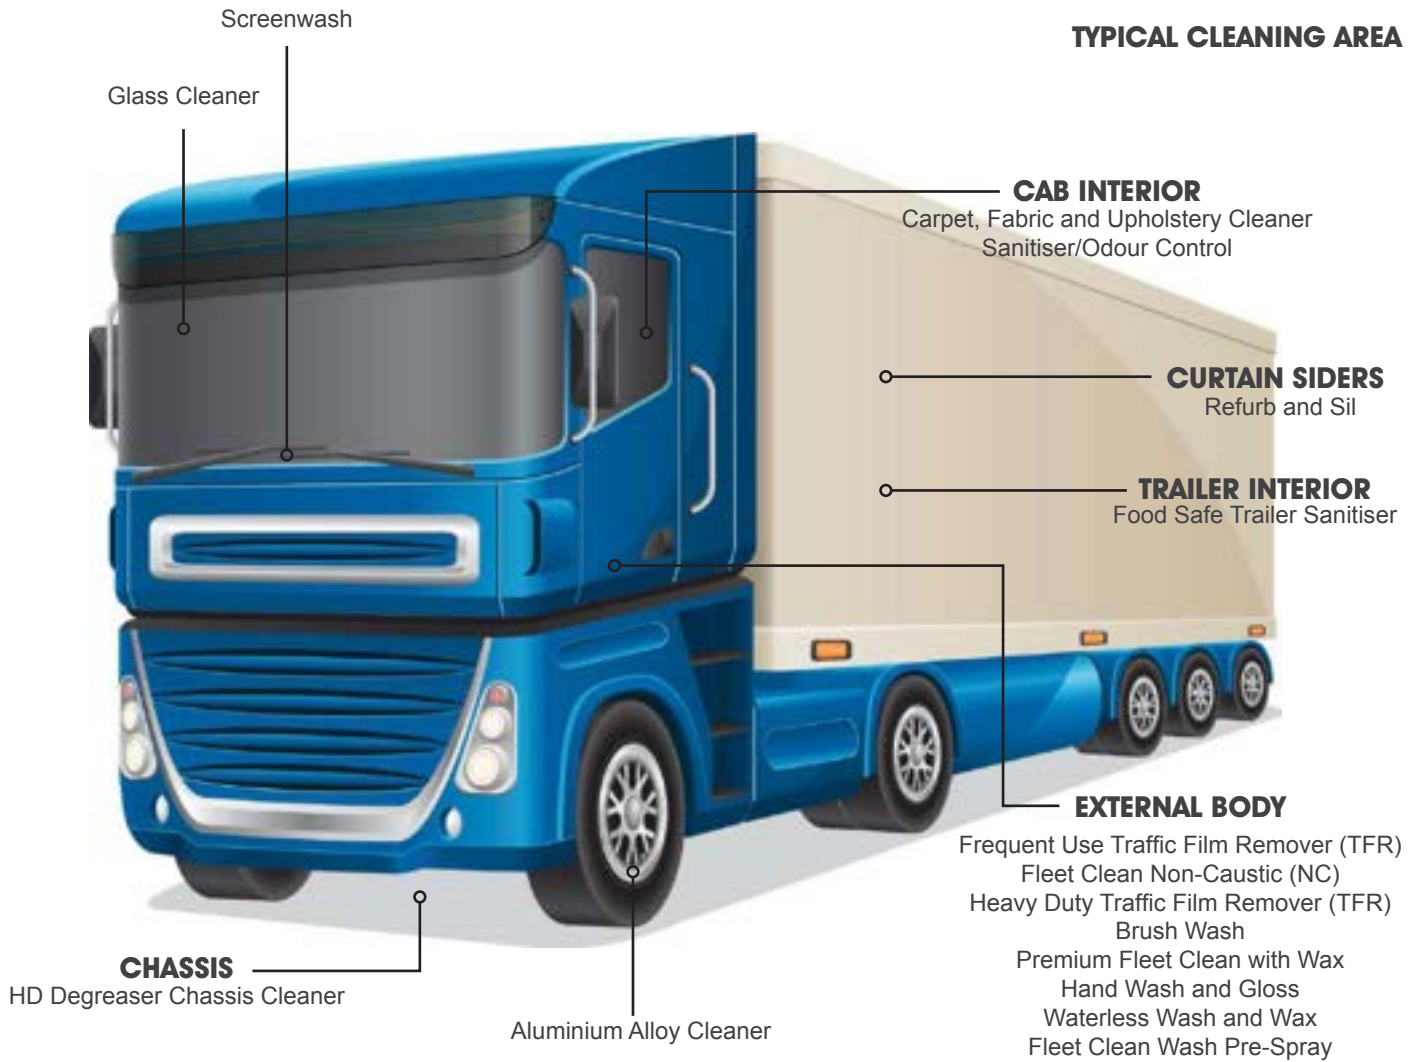 Screenwash
TYPICAL CLEANING AREA
Glass Cleaner
CAB INTERIOR
Carpet, Fabric and Upholstery Cleaner
Sanitiser/Odour Control
CURTAIN SIDERS
Refurb and Sil
TRAILER INTERIOR
Food Safe Trailer Sanitiser
EXTERNAL BODY
Frequent Use Traffic Film Remover (TFR)
Fleet Clean Non-Caustic (NC)
Heavy Duty Traffic Film Remover (TFR)
Brush Wash
Premium Fleet Clean with Wax
Hand Wash and Gloss
Waterless Wash and Wax
Fleet Clean Wash Pre-Spray
CHASSIS
HD Degreaser Chassis Cleaner
Aluminium Alloy Cleaner